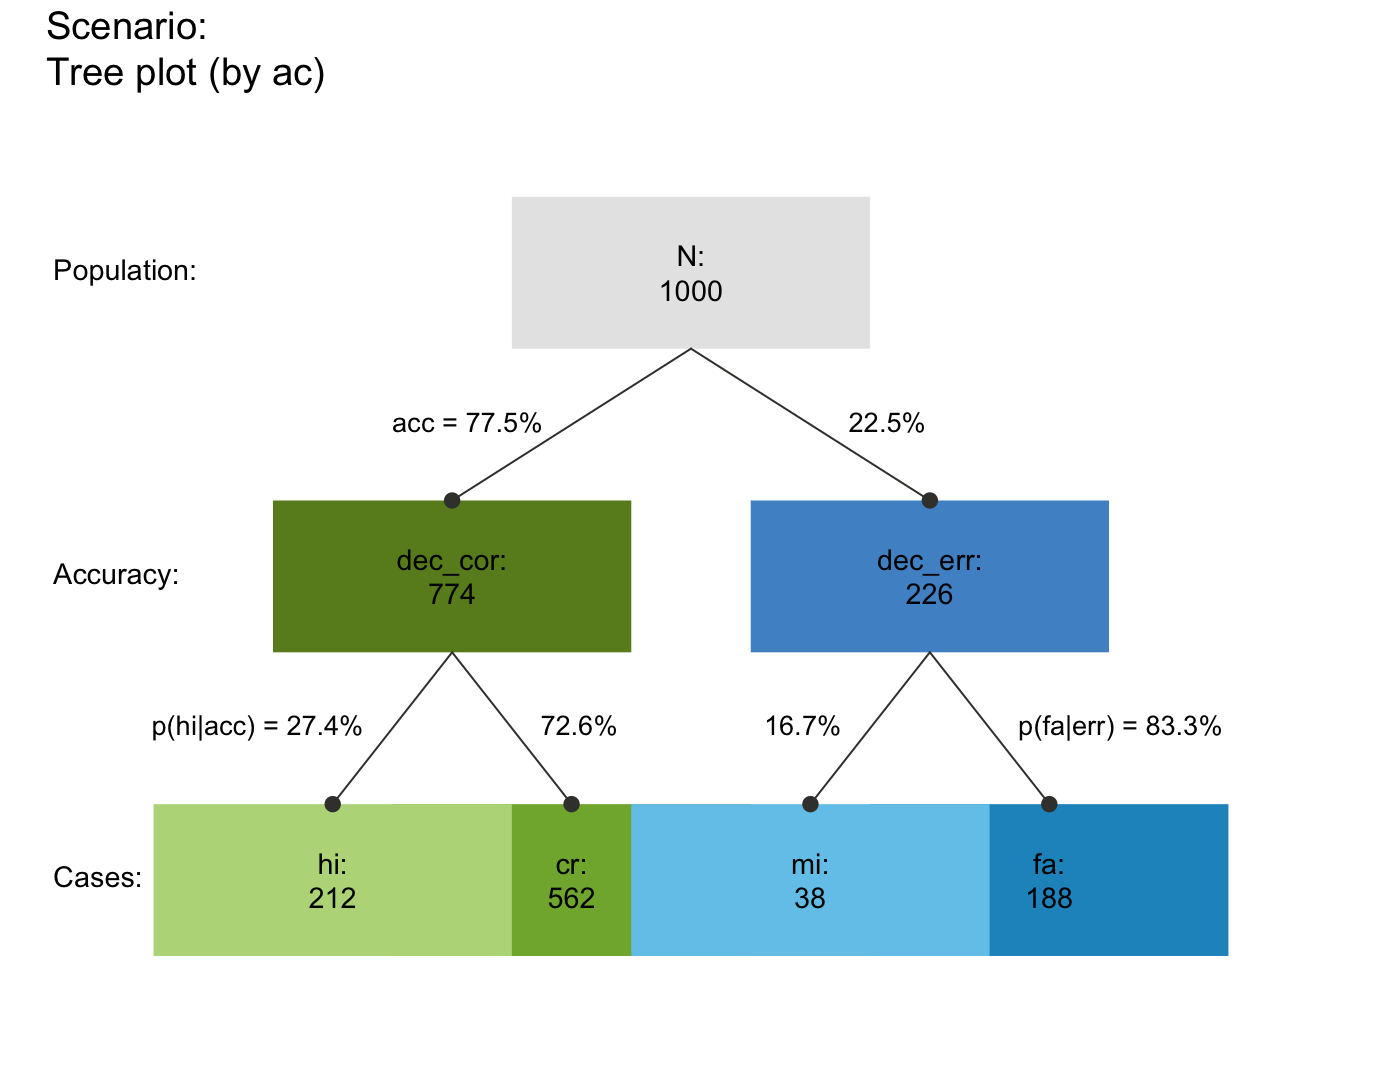 Scenario:
Tree plot (by ac)
Population:
N:
1000
acc = 77.5%
22.5%
Accuracy:
dec_cor:
774
dec_err:
226
p(hi|acc) = 27.4%
72.6%
16.7%
p(fa|err) = 83.3%
Cases:
hi:
212
cr:
562
mi:
38
fa:
188